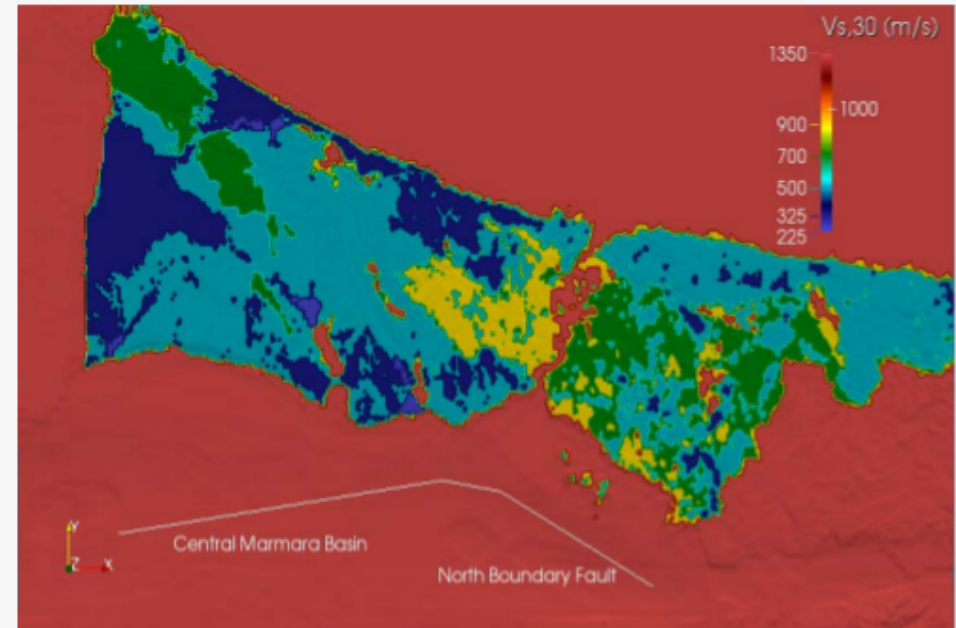 Vs,30 (m/s)
1350
1000
900
700
500
325
225
Central Marmara Basin
North Boundary Fault
Y
Z
X